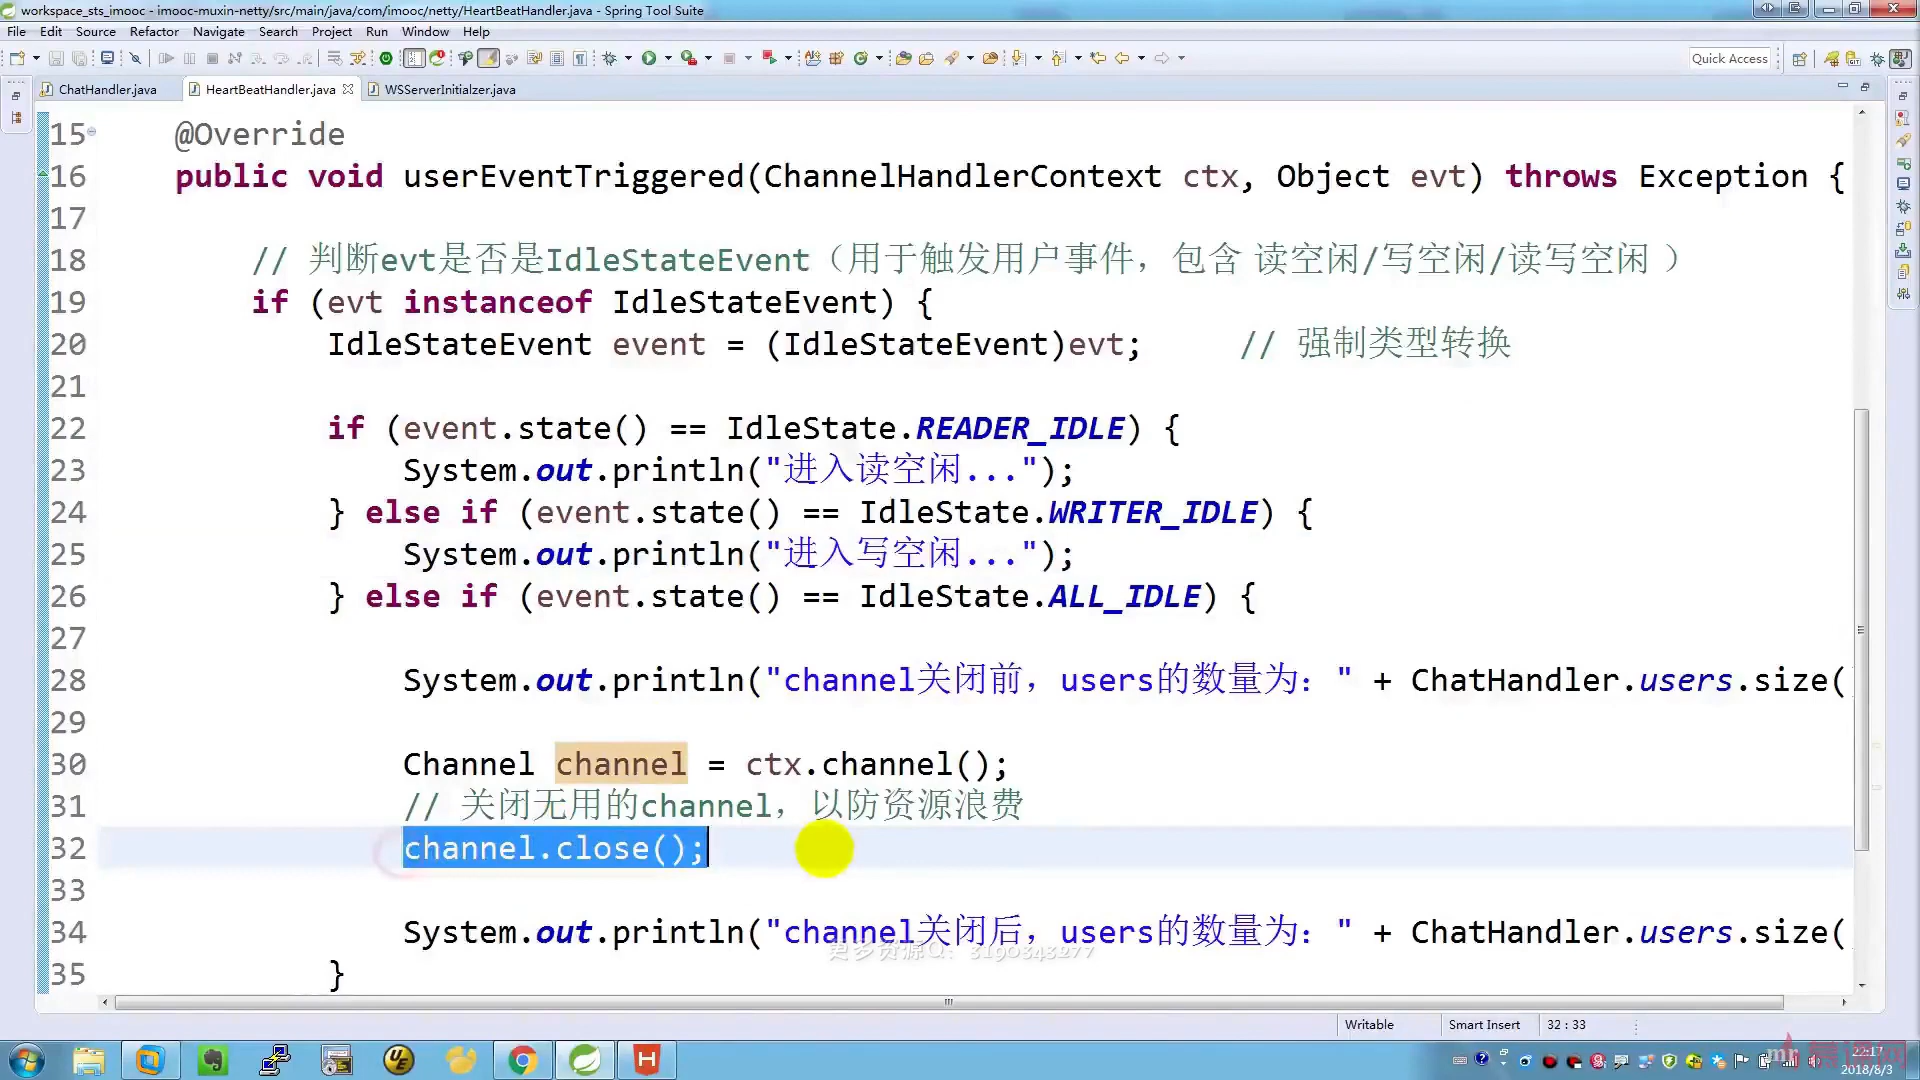 workspace_sts_imooc - imooc-muxin-netty/src/main/java/com/imooc/netty/HeartBeatHandler.java - Spring Tool Suite
File Edit Source Refactor Navigate Search Project Run Window Help
Quick Access
ChatHandler.java HeartBeatHandler.java WSServerInitialzer.java
15 @Override
16 public void userEventTriggered(ChannelHandlerContext ctx, Object evt) throws Exception {
17
18 // 判断evt是否是IdleStateEvent（用于触发用户事件，包含 读空闲/写空闲/读写空闲 ）
19 if (evt instanceof IdleStateEvent) {
20 IdleStateEvent event = (IdleStateEvent)evt; // 强制类型转换
21
22 if (event.state() == IdleState.READER_IDLE) {
23 System.out.println("进入读空闲...");
24 } else if (event.state() == IdleState.WRITER_IDLE) {
25 System.out.println("进入写空闲...");
26 } else if (event.state() == IdleState.ALL_IDLE) {
27
28 System.out.println("channel关闭前，users的数量为：" + ChatHandler.users.size(
29
30 Channel channel = ctx.channel();
31 // 关闭无用的channel，以防资源浪费
32 channel.close();
33
34 System.out.println("channel关闭后，users的数量为：" + ChatHandler.users.size(
更多资源Q：3190343277
35 }
Writable Smart Insert 32 : 33
22:17
2018/8/3